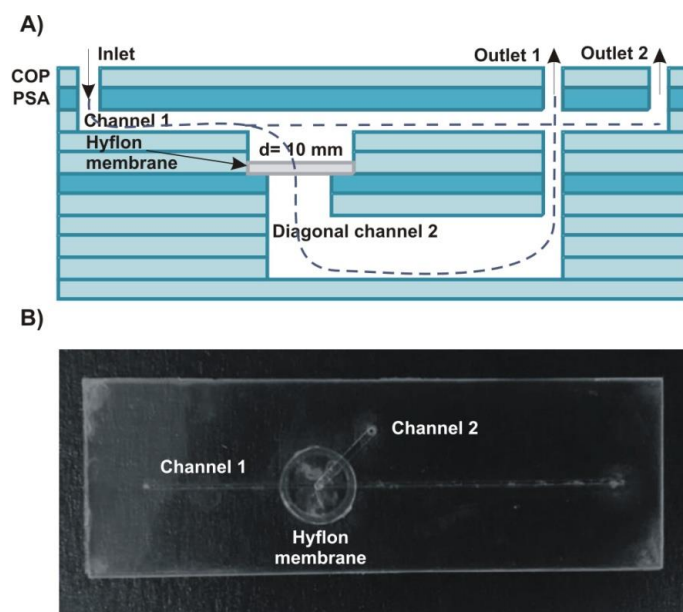 A)
Inlet
Outlet 1
Outlet 2
COP
PSA
Channel 1
Hyflon
membrane
d= 10 mm
Diagonal channel 2
B)
Channel 2
Channel 1
Hyflon
membrane